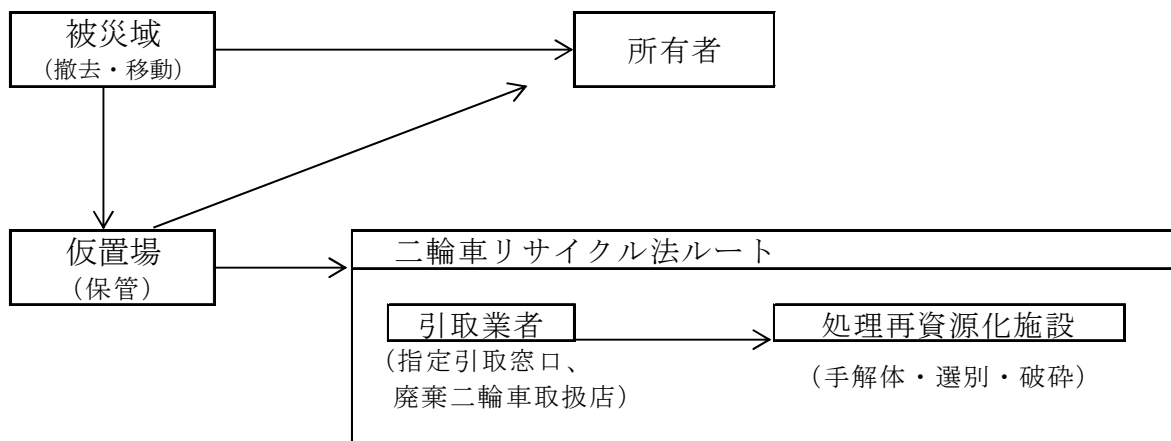 被災域
(撤去・移動)
所有者
仮置場
(保管)
二輪車リサイクル法ルート
引取業者
(指定引取窓口、
廃棄二輪車取扱店)
処理再資源化施設
(手解体・選別・破砕)